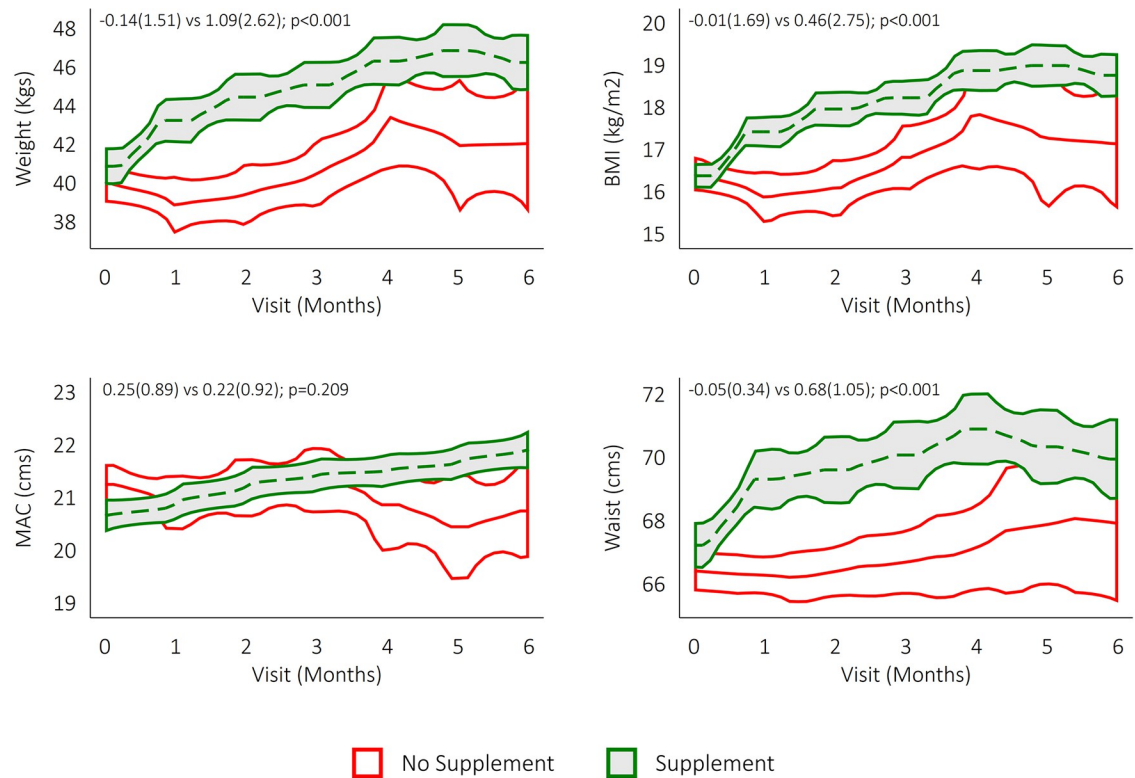 -0.14(1.51) vs 1.09(2.62); p<0.001
Weight (Kgs)
48
46
44
42
40
38
0 1 2 3 4 5 6
Visit (Months)
-0.01(1.69) vs 0.46(2.75); p<0.001
BMI (kg/m2)
20
19
18
17
16
15
0 1 2 3 4 5 6
Visit (Months)
0.25(0.89) vs 0.22(0.92); p=0.209
MAC (cms)
23
22
21
20
19
0 1 2 3 4 5 6
Visit (Months)
-0.05(0.34) vs 0.68(1.05); p<0.001
Waist (cms)
72
70
68
66
0 1 2 3 4 5 6
Visit (Months)
No Supplement
Supplement